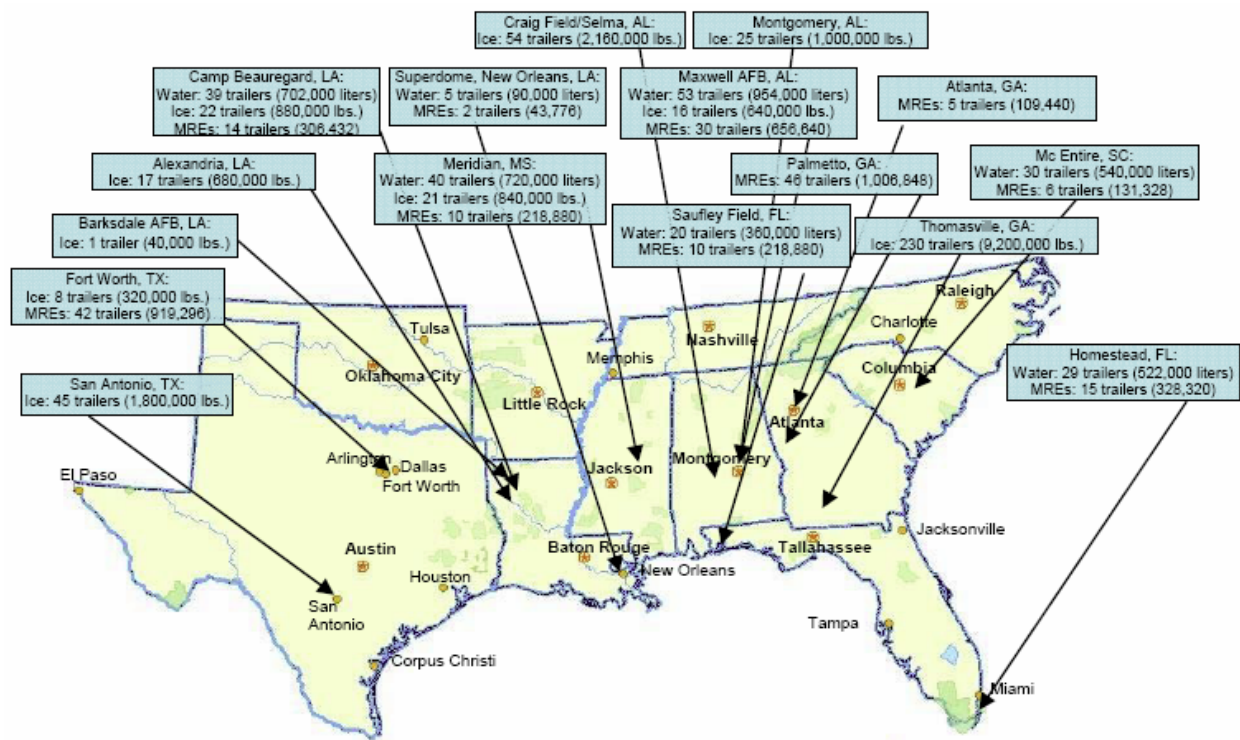 Craig Field/Selma, AL:
Ice: 54 trailers (2,160,000 lbs.)
Montgomery, AL:
Ice: 25 trailers (1,000,000 lbs.)
Camp Beauregard, LA:
Water: 39 trailers (702,000 liters)
Ice: 22 trailers (880,000 lbs.)
MREs: 14 trailers (306,432)
Superdome, New Orleans, LA:
Water: 5 trailers (90,000 liters)
MREs: 2 trailers (43,776)
Maxwell AFB, AL:
Water: 53 trailers (954,000 liters)
Ice: 16 trailers (640,000 lbs.)
MREs: 30 trailers (656,640)
Atlanta, GA:
MREs: 5 trailers (109,440)
Alexandria, LA:
Ice: 17 trailers (680,000 lbs.)
Meridian, MS:
Water: 40 trailers (720,000 liters)
Ice: 21 trailers (840,000 lbs.)
MREs: 10 trailers (218,880)
Palmetto, GA:
MREs: 46 trailers (1,006,848)
Mc Entire, SC:
Water: 30 trailers (540,000 liters)
MREs: 6 trailers (131,328)
Barksdale AFB, LA:
Ice: 1 trailer (40,000 lbs.)
Saufley Field, FL:
Water: 20 trailers (360,000 liters)
MREs: 10 trailers (218,880)
Thomasville, GA:
Ice: 230 trailers (9,200,000 lbs.)
Fort Worth, TX:
Ice: 8 trailers (320,000 lbs.)
MREs: 42 trailers (919,296)
San Antonio, TX:
Ice: 45 trailers (1,800,000 lbs.)
Homestead, FL:
Water: 29 trailers (522,000 liters)
MREs: 15 trailers (328,320)
Raleigh
Tulsa
Nashville
Charlotte
Memphis
Oklahoma City
Columbia
Little Rock
Atlanta
Arlington
Dallas
Fort Worth
Jackson
Montgomery
El Paso
Jacksonville
Austin
Baton Rouge
Tallahassee
Houston
New Orleans
San
Antonio
Tampa
Corpus Christi
Miami